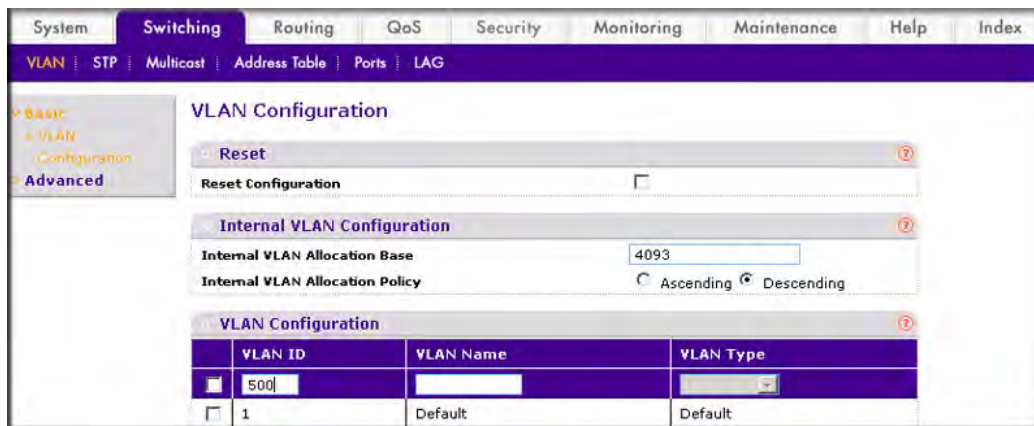 System Switching Routing QoS Security Monitoring Maintenance Help Index
VLAN STP Multicast Address Table Ports LAG
Basic
VLAN
Configuration
Advanced
VLAN Configuration
Reset
Reset Configuration
Internal VLAN Configuration
Internal VLAN Allocation Base 4093
Internal VLAN Allocation Policy Ascending Descending
VLAN Configuration
VLAN ID VLAN Name VLAN Type
500
1 Default Default